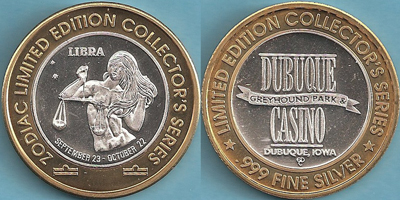 ZODIAC LIMITED EDITION COLLECTOR'S SERIES
LIBRA
SEPTEMBER 23 - OCTOBER 22
LIMITED EDITION COLLECTOR'S SERIES
DUBUQUE
GREYHOUND PARK &
CASINO
DUBUQUE, IOWA
.999 FINE SILVER